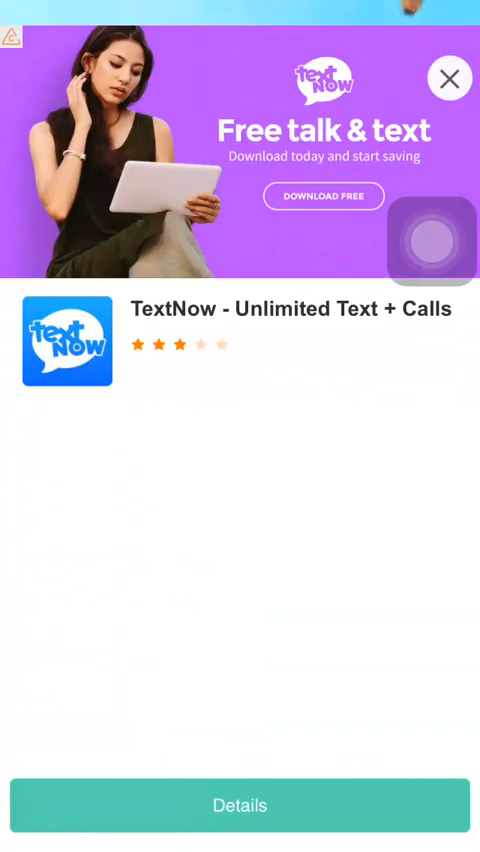 C
text
NOW
Free talk & text
Download today and start saving
DOWNLOAD FREE
TextNow - Unlimited Text + Calls
text
NOW
Details